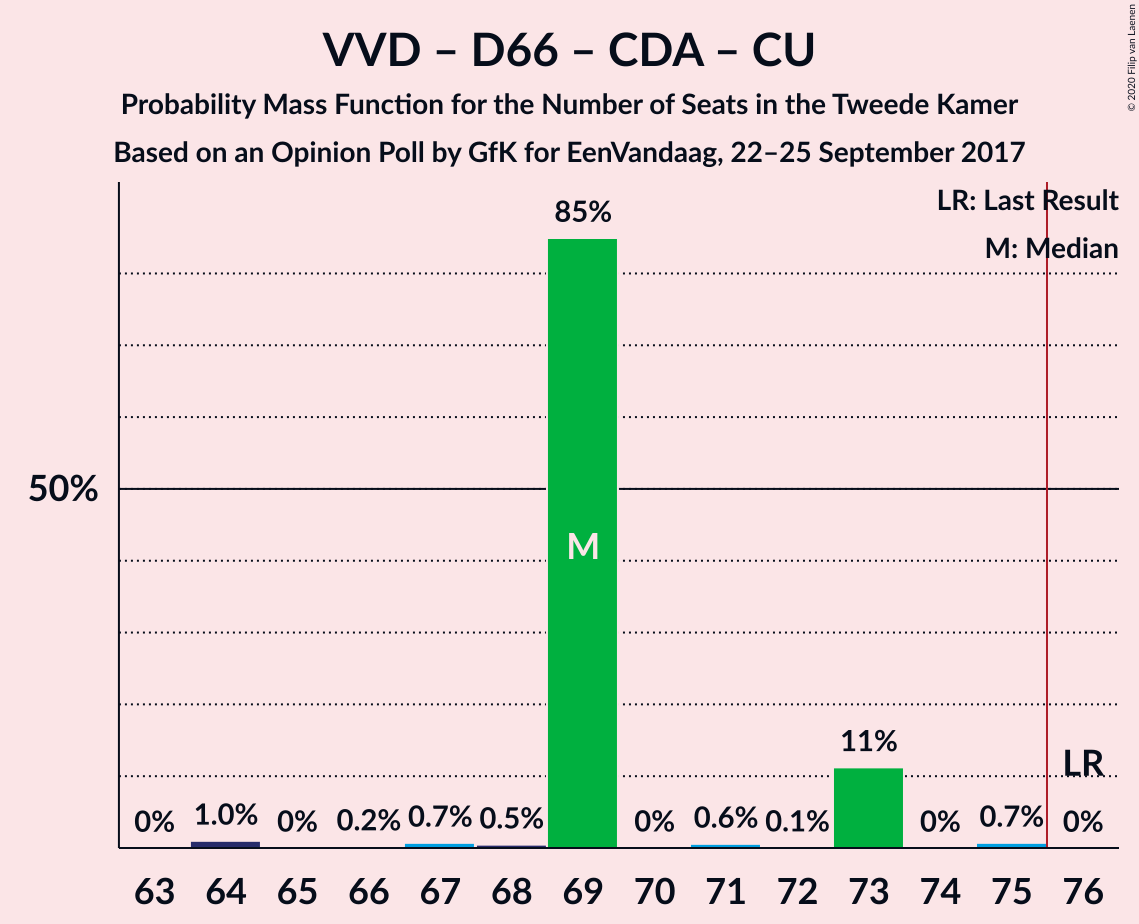 VVD – D66 – CDA – CU
Probability Mass Function for the Number of Seats in the Tweede Kamer
Based on an Opinion Poll by GfK for EenVandaag, 22–25 September 2017
© 2020 Filip van Laenen
LR: Last Result
M: Median
85%
50%
M
11%
LR
0% 1.0% 0% 0.2% 0.7% 0.5% 0% 0.6% 0.1% 0% 0.7% 0%
63 64 65 66 67 68 69 70 71 72 73 74 75 76